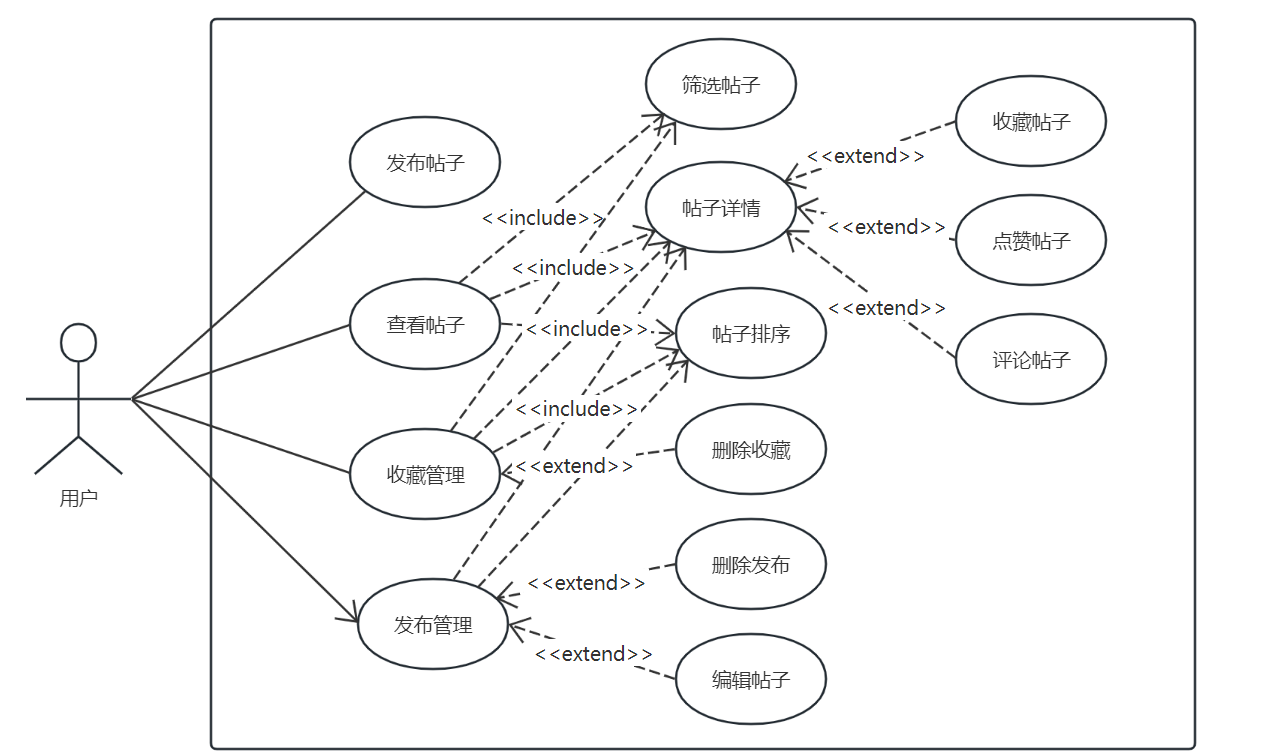 筛选帖子
收藏帖子
<<extend>>
发布帖子
帖子详情
<<include>>
<<extend>>
点赞帖子
<<include>>
<<extend>>
查看帖子
<<include>>
帖子排序
评论帖子
<<include>>
删除收藏
<<extend>>
收藏管理
用户
删除发布
<<extend>>
发布管理
<<extend>>
编辑帖子